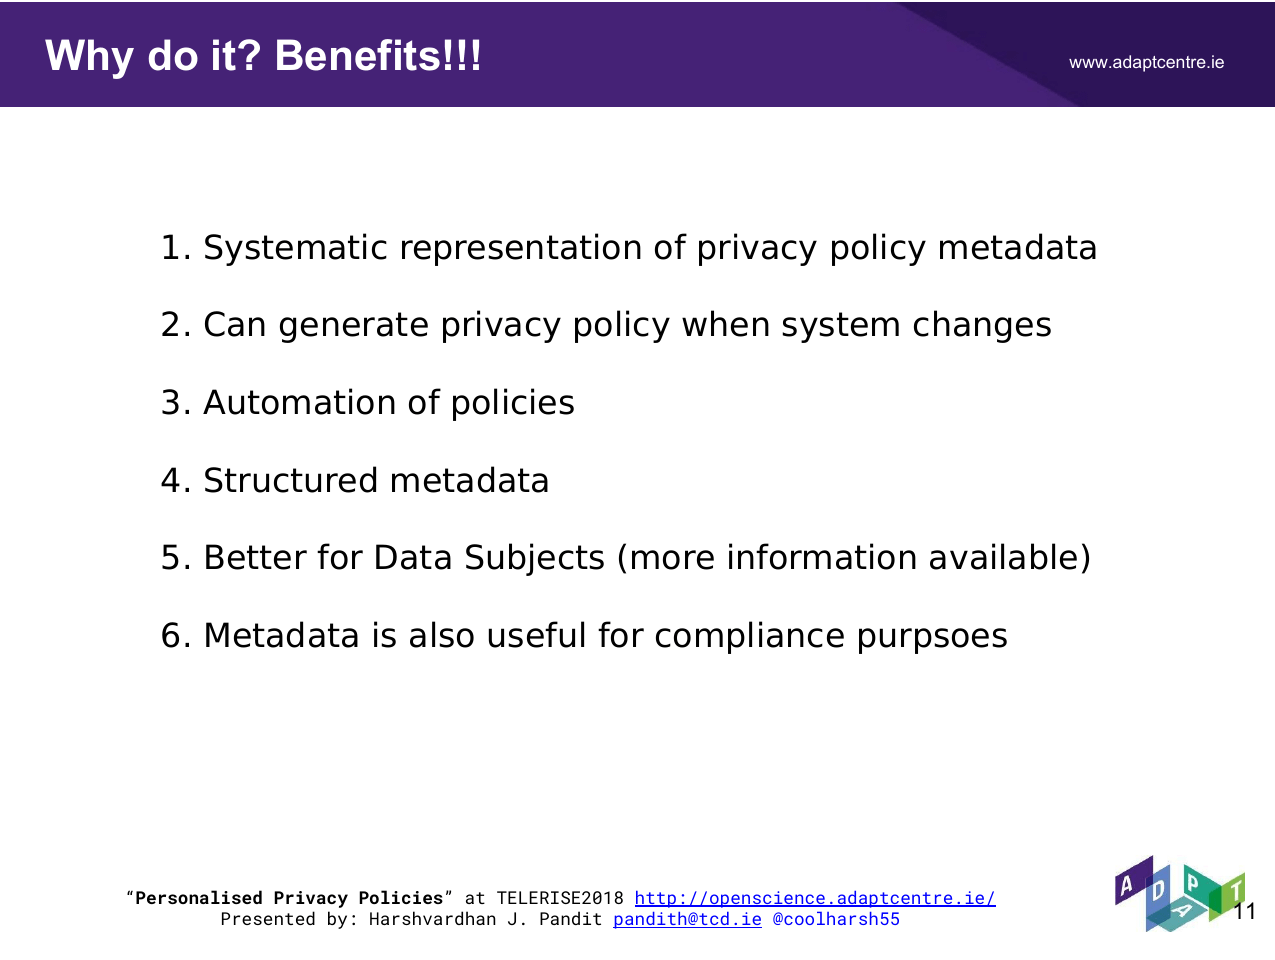 Why do it? Benefits!!!
www.adaptcentre.ie
1. Systematic representation of privacy policy metadata
2. Can generate privacy policy when system changes
3. Automation of policies
4. Structured metadata
5. Better for Data Subjects (more information available)
6. Metadata is also useful for compliance purpsoes
“Personalised Privacy Policies” at TELERISE2018 http://openscience.adaptcentre.ie/
Presented by: Harshvardhan J. Pandit pandith@tcd.ie @coolharsh55
ADAPT
11